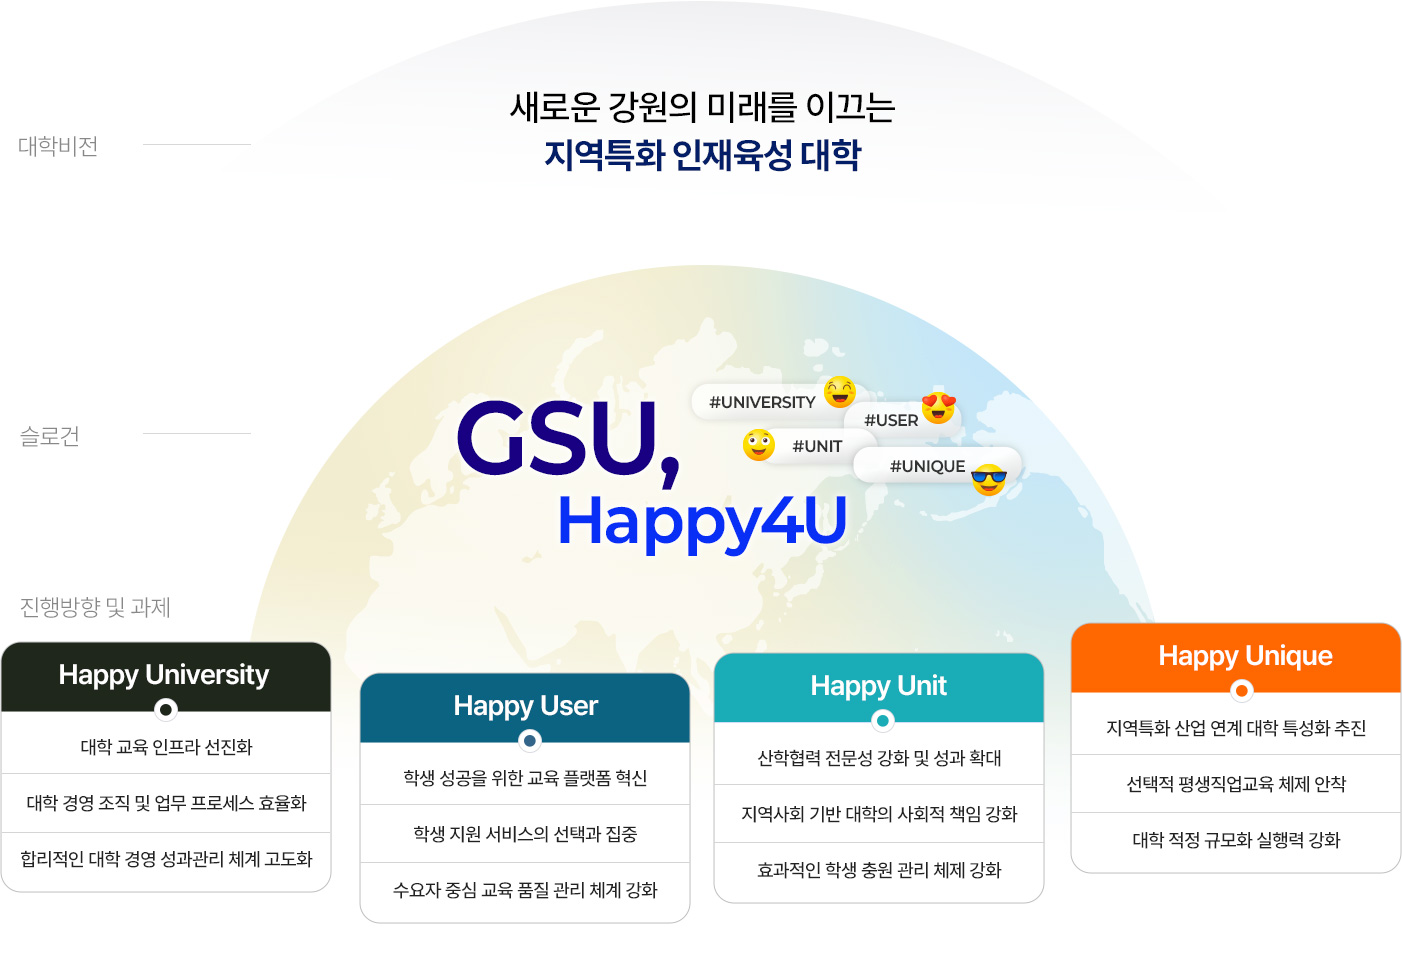 새로운 강원의 미래를 이끄는
지역특화 인재육성 대학
대학비전
슬로건
GSU,
Happy4U
#UNIVERSITY
#USER
#UNIT
#UNIQUE
진행방향 및 과제
Happy University
대학 교육 인프라 선진화
대학 경영 조직 및 업무 프로세스 효율화
합리적인 대학 경영 성과관리 체계 고도화
Happy User
학생 성공을 위한 교육 플랫폼 혁신
학생 지원 서비스의 선택과 집중
수요자 중심 교육 품질 관리 체계 강화
Happy Unit
산학협력 전문성 강화 및 성과 확대
지역사회 기반 대학의 사회적 책임 강화
효과적인 학생 충원 관리 체제 강화
Happy Unique
지역특화 산업 연계 대학 특성화 추진
선택적 평생직업교육 체제 안착
대학 적정 규모화 실행력 강화